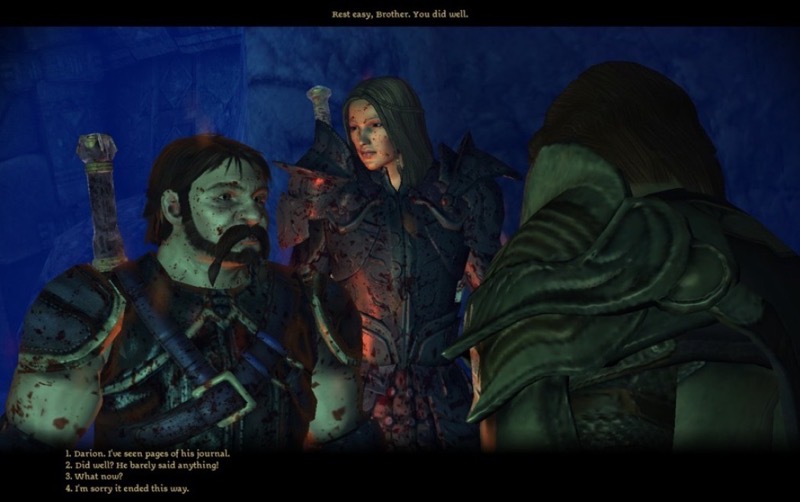 Rest easy, Brother. You did well.
1. Darion. I've seen pages of his journal.
2. Did well? He barely said anything!
3. What now?
4. I'm sorry it ended this way.